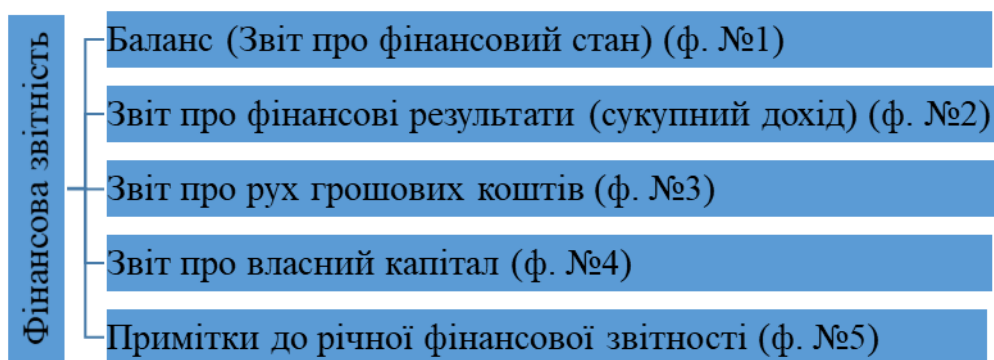 Фінансова звітність
Баланс (Звіт про фінансовий стан) (ф. №1)
Звіт про фінансові результати (сукупний дохід) (ф. №2)
Звіт про рух грошових коштів (ф. №3)
Звіт про власний капітал (ф. №4)
Примітки до річної фінансової звітності (ф. №5)